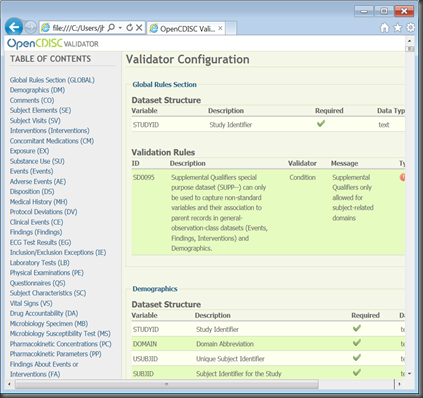 file:///C:/Users/jh
OpenCDISC Vali...
OpenCDISC VALIDATOR
TABLE OF CONTENTS
Global Rules Section (GLOBAL)
Demographics (DM)
Comments (CO)
Subject Elements (SE)
Subject Visits (SV)
Interventions (Interventions)
Concomitant Medications (CM)
Exposure (EX)
Substance Use (SU)
Events (Events)
Adverse Events (AE)
Disposition (DS)
Medical History (MH)
Protocol Deviations (DV)
Clinical Events (CE)
Findings (Findings)
ECG Test Results (EG)
Inclusion/Exclusion Exceptions (IE)
Laboratory Tests (LB)
Physical Examinations (PE)
Questionnaires (QS)
Subject Characteristics (SC)
Vital Signs (VS)
Drug Accountability (DA)
Microbiology Specimen (MB)
Microbiology Susceptibility Test (MS)
Pharmacokinetic Concentrations (PC)
Pharmacokinetic Parameters (PP)
Findings About Events or
Interventions (FA)
Validator Configuration
Global Rules Section
Dataset Structure
Variable Description Required Data Typ
STUDYID Study Identifier text
Validation Rules
ID Description Validator Message Ty
SD0095 Supplemental Qualifiers special Condition Supplemental
purpose dataset (SUPP--) can only Qualifiers only
be used to capture non-standard allowed for
variables and their association to subject-related
parent records in general- domains
observation-class datasets (Events,
Findings, Interventions) and
Demographics.
Demographics
Dataset Structure
Variable Description Required Da
STUDYID Study Identifier te
DOMAIN Domain Abbreviation te
USUBJID Unique Subject Identifier te
SUBJID Subject Identifier for the Study te